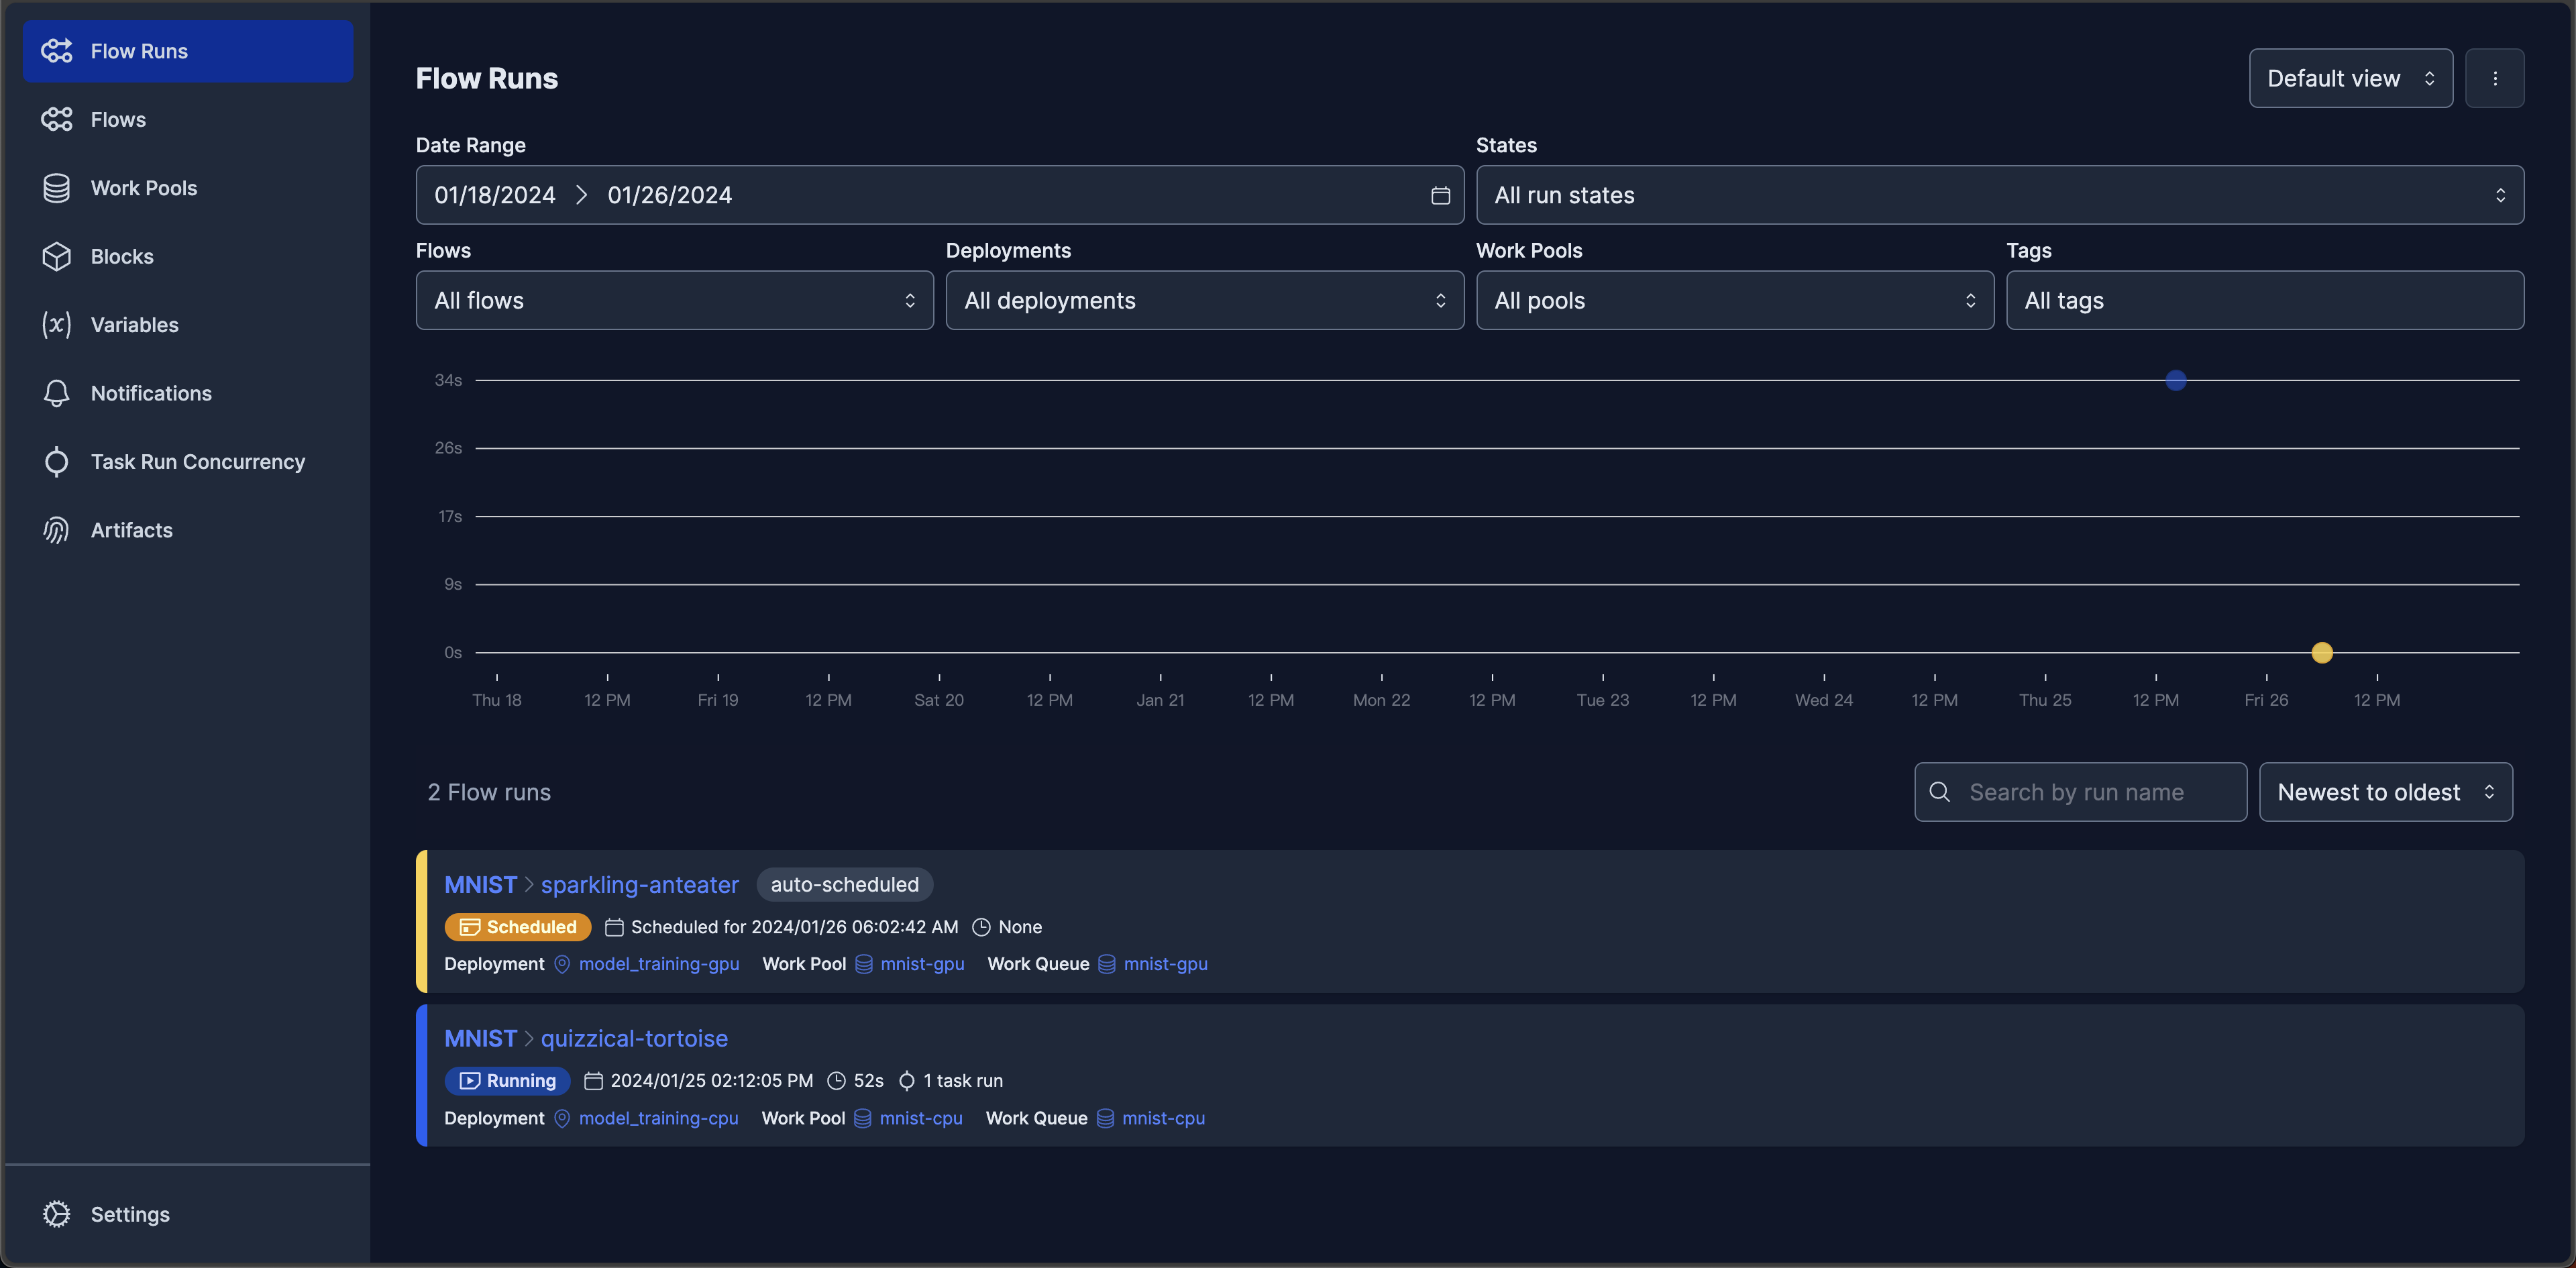 Flow Runs
Flows
Work Pools
Blocks
(x) Variables
Notifications
Task Run Concurrency
Artifacts
Settings
Flow Runs
Default view
Date Range
States
01/18/2024 > 01/26/2024
All run states
Flows
Deployments
Work Pools
Tags
All flows
All deployments
All pools
All tags
34s
26s
17s
9s
0s
Thu 18 12 PM Fri 19 12 PM Sat 20 12 PM Jan 21 12 PM Mon 22 12 PM Tue 23 12 PM Wed 24 12 PM Thu 25 12 PM Fri 26 12 PM
2 Flow runs
Search by run name
Newest to oldest
MNIST > sparkling-anteater auto-scheduled
Scheduled Scheduled for 2024/01/26 06:02:42 AM None
Deployment model_training-gpu Work Pool mnist-gpu Work Queue mnist-gpu
MNIST > quizzical-tortoise
Running 2024/01/25 02:12:05 PM 52s 1 task run
Deployment model_training-cpu Work Pool mnist-cpu Work Queue mnist-cpu